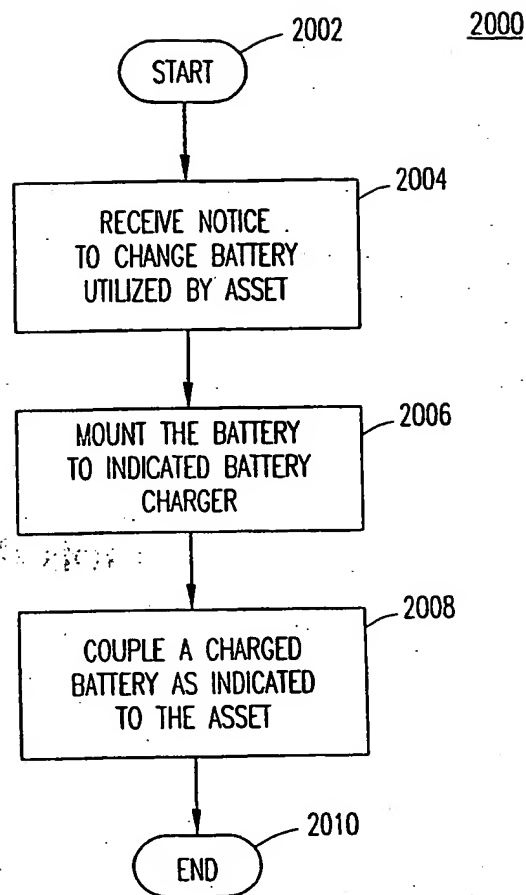 2000
2002
START
2004
RECEIVE NOTICE
TO CHANGE BATTERY
UTILIZED BY ASSET
2006
MOUNT THE BATTERY
TO INDICATED BATTERY
CHARGER
2008
COUPLE A CHARGED
BATTERY AS INDICATED
TO THE ASSET
2010
END